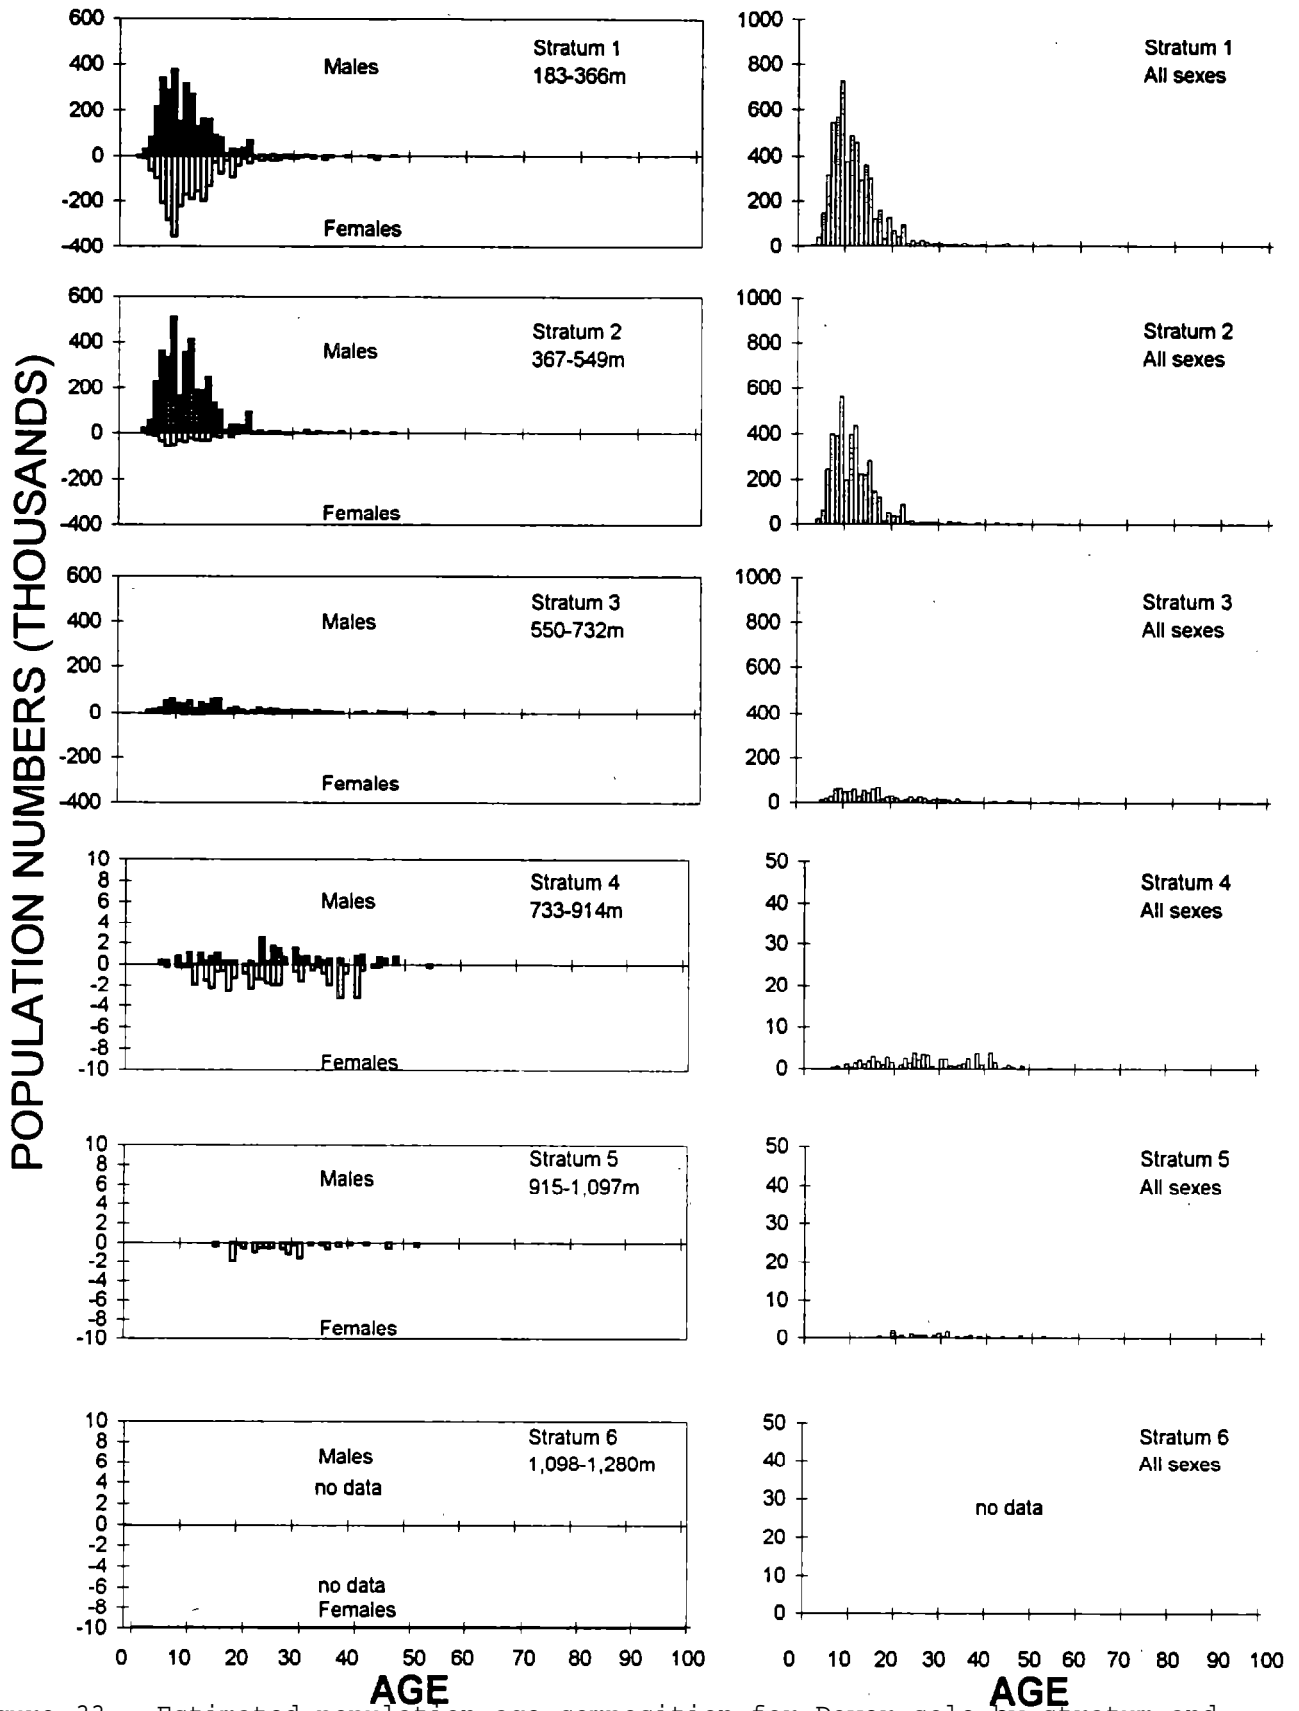 POPULATION NUMBERS (THOUSANDS)
600
400
200
0
-200
-400
Males
Females
Stratum 1
183-366m
1000
800
600
400
200
0
Stratum 1
All sexes
600
400
200
0
-200
-400
Males
Females
Stratum 2
367-549m
1000
800
600
400
200
0
Stratum 2
All sexes
600
400
200
0
-200
-400
Males
Females
Stratum 3
550-732m
1000
800
600
400
200
0
Stratum 3
All sexes
10
8
6
4
2
0
-2
-4
-6
-8
-10
Males
Females
Stratum 4
733-914m
50
40
30
20
10
0
Stratum 4
All sexes
10
8
6
4
2
0
-2
-4
-6
-8
-10
Males
Females
Stratum 5
915-1,097m
50
40
30
20
10
0
Stratum 5
All sexes
10
8
6
4
2
0
-2
-4
-6
-8
-10
Males
no data
no data
Females
Stratum 6
1,098-1,280m
50
40
30
20
10
0
Stratum 6
All sexes
no data
0 10 20 30 40 50 60 70 80 90 100
0 10 20 30 40 50 60 70 80 90 100
AGE
AGE